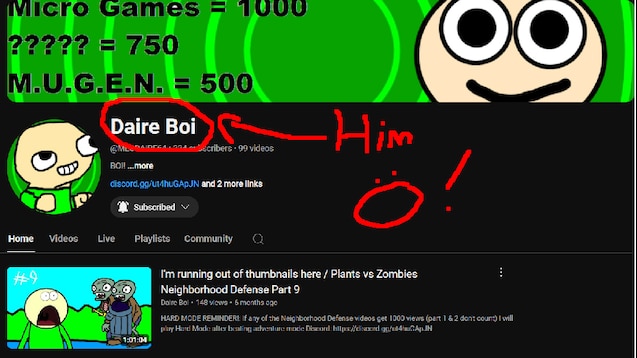 Micro Games = 1000
????? = 750
M.U.G.E.N. = 500
Daire Boi
Him
subscribers • 99 videos
BOI! ...more
discord.gg/ut4huGApJN and 2 more links
Ö!
Subscribed
Home Videos Live Playlists Community
#9
I'm running out of thumbnails here / Plants vs Zombies
Neighborhood Defense Part 9
Daire Boi • 148 views • 6 months ago
HARD MODE REMINDER: If any of the Neighborhood Defense videos get 1000 views (part 1 & 2 dont count) I will
play Hard Mode after beating adventure mode Discord: https://discord.gg/ut4huGApJN
1:01:04